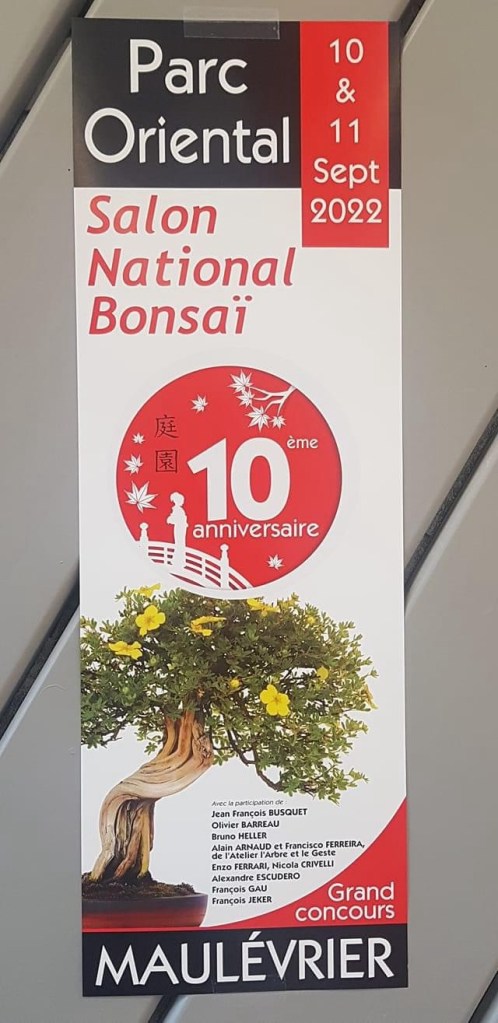 Parc
Oriental
10
&
11
Sept
2022
Salon
National
Bonsaï
庭
園
10ème
anniversaire
Avec la participation de
Jean François BUSQUET
Olivier BARREAU
Bruno HELLER
Alain ARNAUD et Francisco FERREIRA,
de l'Atelier l'Arbre et le Geste
Enzo FERRARI, Nicola CRIVELLI
Alexandre ESCUDERO
François GAU
François JEKER
Grand
concours
MAULÉVRIER